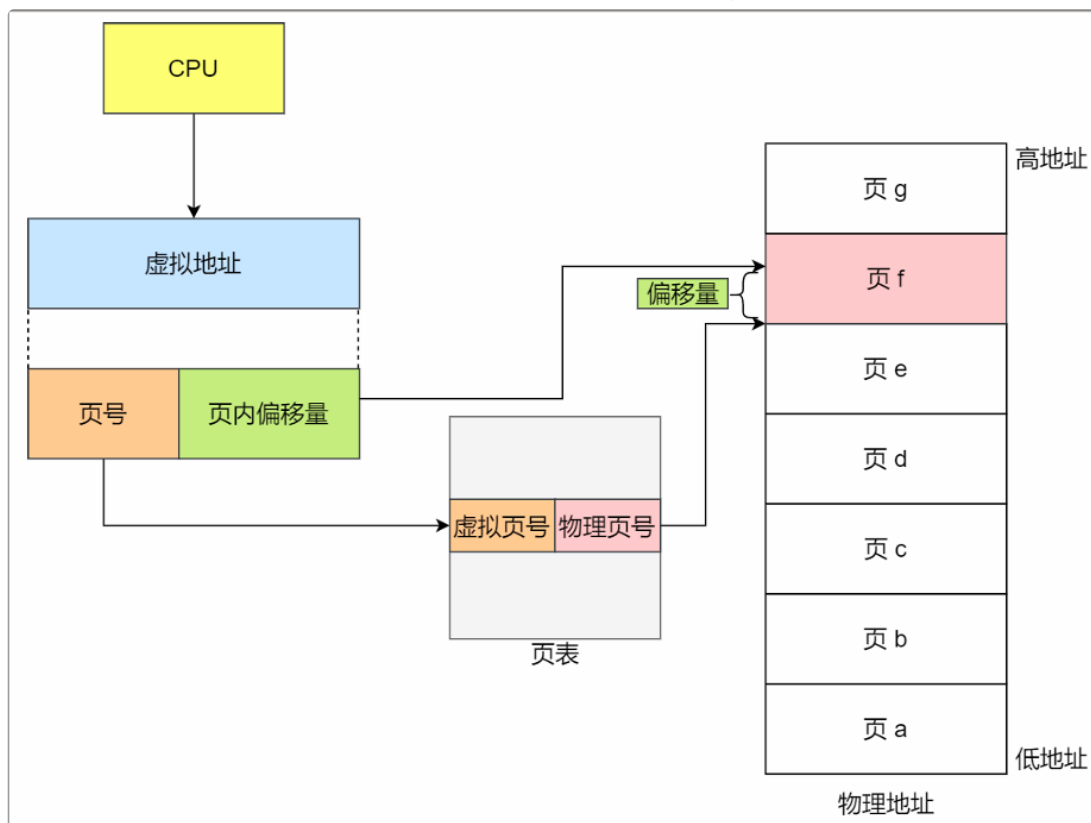 CPU
虚拟地址
页号
页内偏移量
虚拟页号
物理页号
页表
偏移量
高地址
页 g
页 f
页 e
页 d
页 c
页 b
页 a
低地址
物理地址